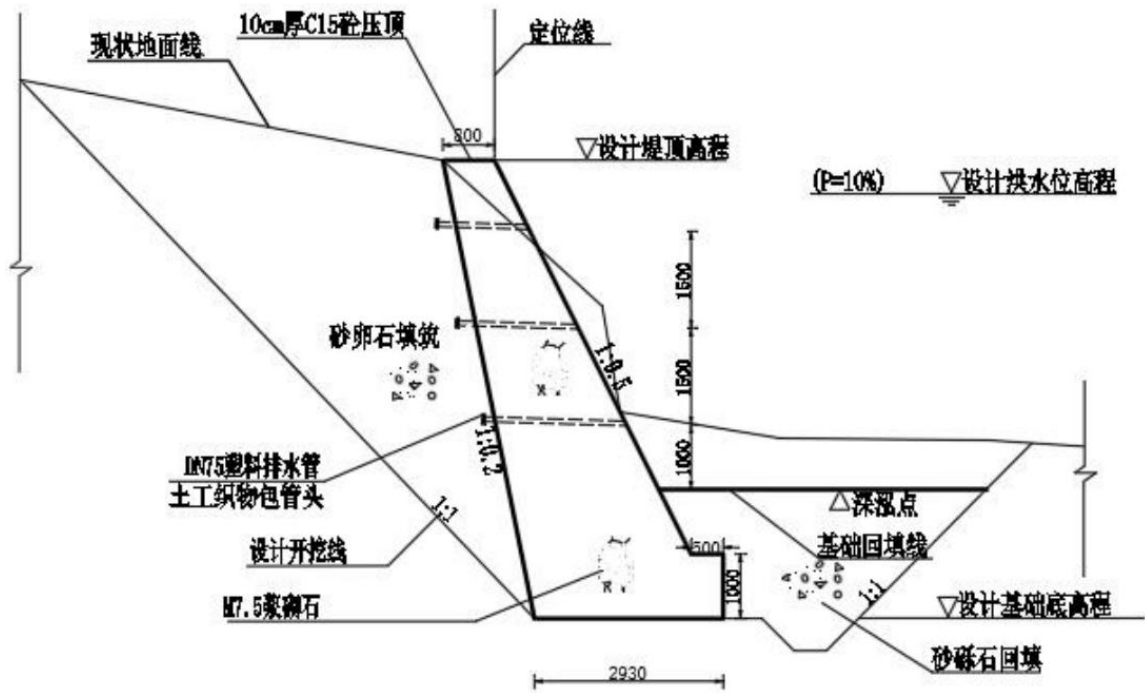 10cm厚C15砼压顶
定位线
现状地面线
800
设计堤顶高程
(P=10%)
设计拱水位高程
1500
砂卵石填筑
1:0.5
1500
1:0.2
1000
DN75塑料排水管
土工织物包管头
1:1
深泓点
设计开挖线
500
基础回填线
1000
1:1
M7.5浆砌石
设计基础底高程
砂砾石回填
2930